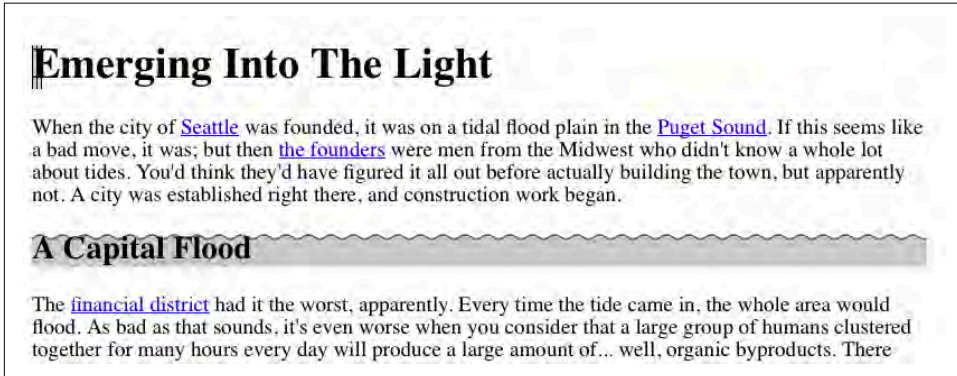 Emerging Into The Light
When the city of Seattle was founded, it was on a tidal flood plain in the Puget Sound. If this seems like
a bad move, it was; but then the founders were men from the Midwest who didn't know a whole lot
about tides. You'd think they'd have figured it all out before actually building the town, but apparently
not. A city was established right there, and construction work began.
A Capital Flood
The financial district had it the worst, apparently. Every time the tide came in, the whole area would
flood. As bad as that sounds, it's even worse when you consider that a large group of humans clustered
together for many hours every day will produce a large amount of... well, organic byproducts. There